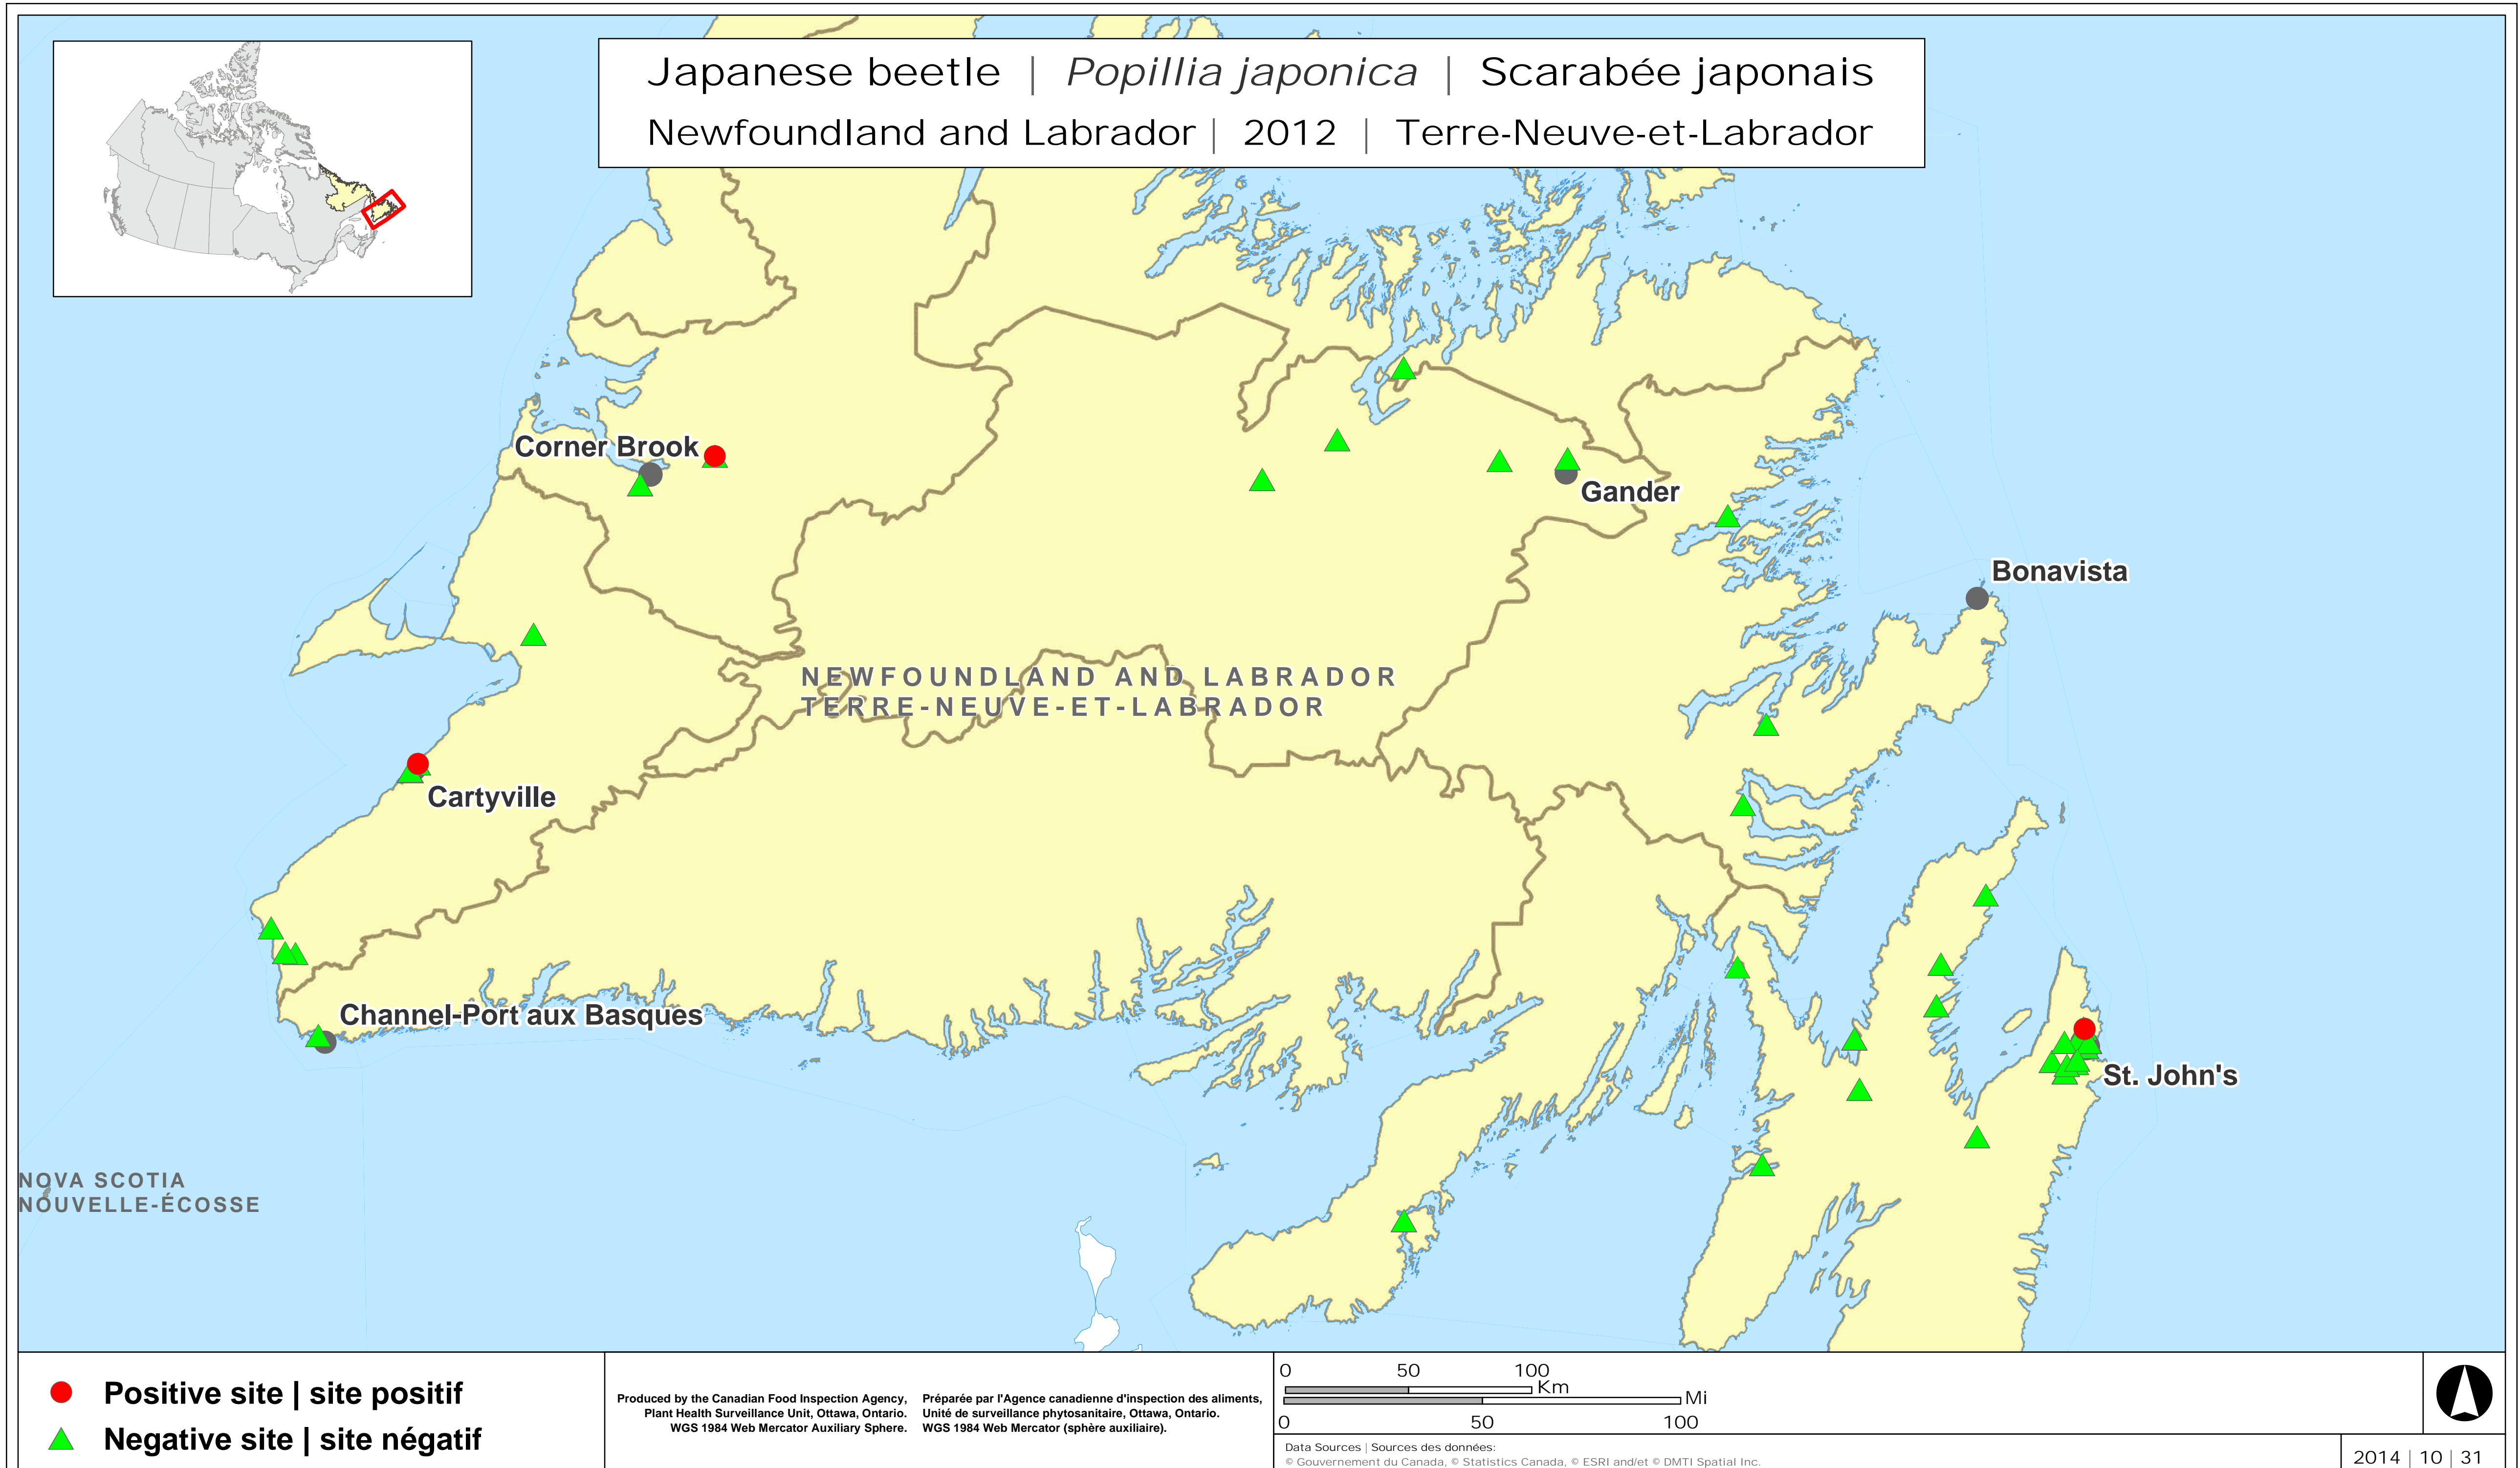 Japanese beetle | Popillia japonica | Scarabée japonais
Newfoundland and Labrador | 2012 | Terre-Neuve-et-Labrador
Corner Brook
Gander
Bonavista
NEWFOUNDLAND AND LABRADOR
TERRE-NEUVE-ET-LABRADOR
Cartyville
Channel-Port aux Basques
St. John's
NOVA SCOTIA
NOUVELLE-ÉCOSSE
Positive site | site positif
Negative site | site négatif
Produced by the Canadian Food Inspection Agency,
Plant Health Surveillance Unit, Ottawa, Ontario.
WGS 1984 Web Mercator Auxiliary Sphere.
Préparée par l'Agence canadienne d'inspection des aliments,
Unité de surveillance phytosanitaire, Ottawa, Ontario.
WGS 1984 Web Mercator (sphère auxiliaire).
0 50 100
Km
Mi
0 50 100
Data Sources | Sources des données:
© Gouvernement du Canada, © Statistics Canada, © ESRI and/et © DMTI Spatial Inc.
2014 | 10 | 31